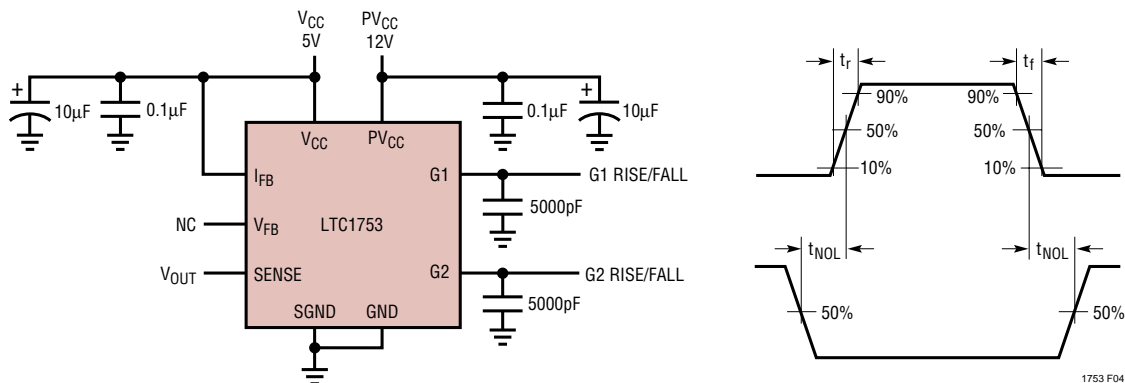 VCC
5V
PVCC
12V
+
10µF
0.1µF
0.1µF
+
10µF
VCC
PVCC
IFB
G1
G1 RISE/FALL
5000pF
NC
VFB
LTC1753
VOUT
SENSE
G2
G2 RISE/FALL
5000pF
SGND
GND
tr
tf
90%
90%
50%
50%
10%
10%
tNOL
tNOL
50%
50%
1753 F04